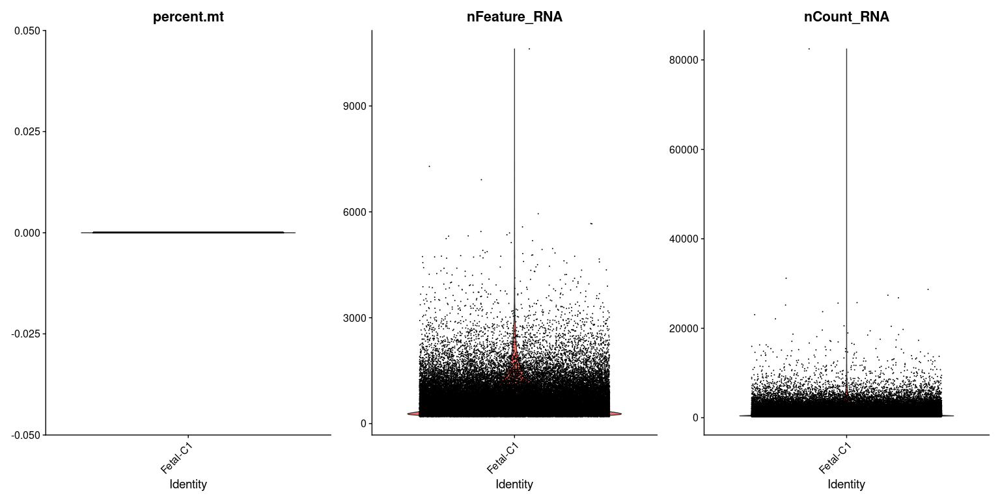 percent.mt
0.050
0.025
0.000
-0.025
-0.050
Fetal-C1
Identity
nFeature_RNA
9000
6000
3000
0
Fetal-C1
Identity
nCount_RNA
80000
60000
40000
20000
0
Fetal-C1
Identity